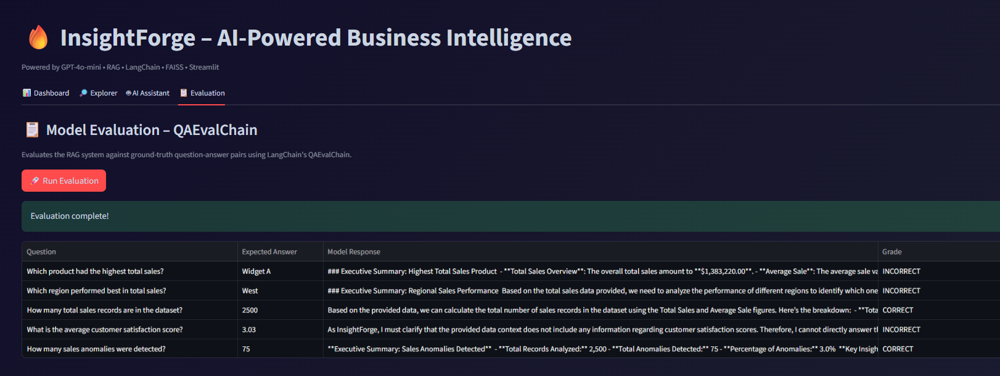 InsightForge – AI-Powered Business Intelligence
Powered by GPT-4o-mini • RAG • LangChain • FAISS • Streamlit
Dashboard Explorer AI Assistant Evaluation
Model Evaluation – QAEvalChain
Evaluates the RAG system against ground-truth question-answer pairs using LangChain's QAEvalChain.
Run Evaluation
Evaluation complete!
Question Expected Answer Model Response Grade
Which product had the highest total sales? Widget A ### Executive Summary: Highest Total Sales Product - **Total Sales Overview**: The overall total sales amount to **$1,383,220.00**. - **Average Sale**: The average sale va INCORRECT
Which region performed best in total sales? West ### Executive Summary: Regional Sales Performance Based on the total sales data provided, we need to analyze the performance of different regions to identify which one INCORRECT
How many total sales records are in the dataset? 2500 Based on the provided data, we can calculate the total number of sales records in the dataset using the Total Sales and Average Sale figures. Here's the breakdown: - **Tota CORRECT
What is the average customer satisfaction score? 3.03 As InsightForge, I must clarify that the provided data context does not include any information regarding customer satisfaction scores. Therefore, I cannot directly answer tl INCORRECT
How many sales anomalies were detected? 75 **Executive Summary: Sales Anomalies Detected** - **Total Records Analyzed:** 2,500 - **Total Anomalies Detected:** 75 - **Percentage of Anomalies:** 3.0% **Key Insigh CORRECT